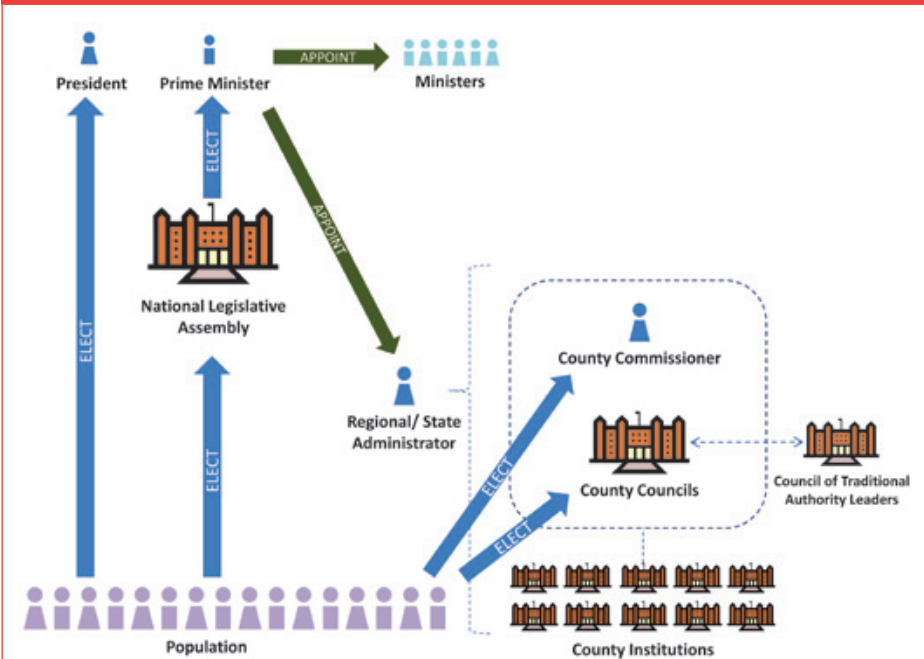 President
Prime Minister
APPOINT
Ministers
ELECT
APPOINT
National Legislative
Assembly
ELECT
ELECT
Regional/ State
Administrator
County Commissioner
ELECT
County Councils
ELECT
Council of Traditional
Authority Leaders
Population
County Institutions